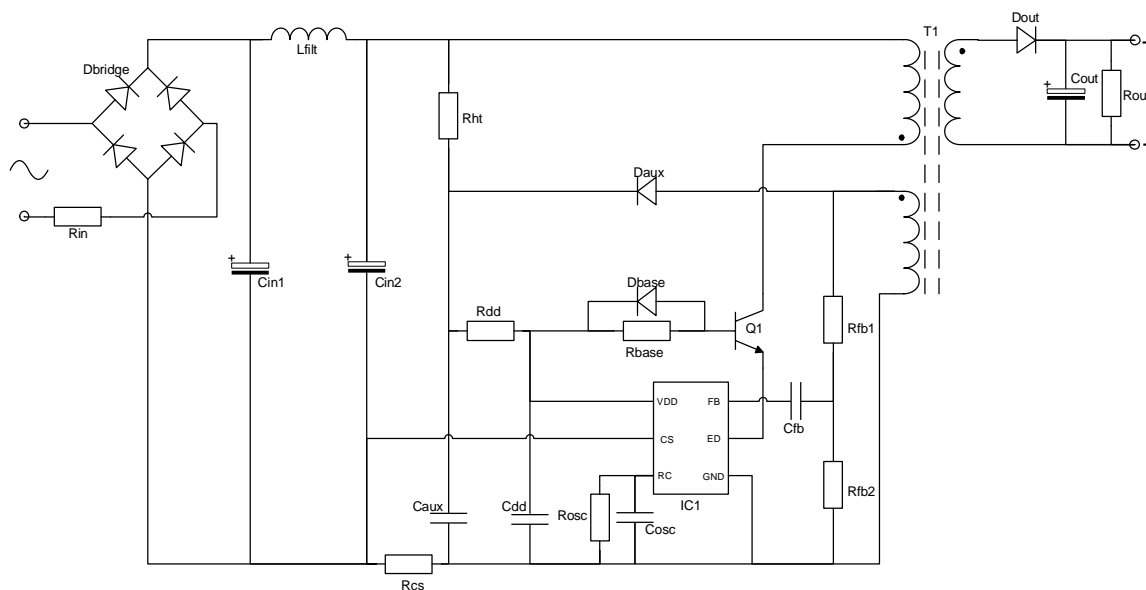 T1
Dout
Lfilt
Dbridge
+
Cout
Rht
Rou
Daux
Rin
+
Cin1
+
Cin2
Dbase
Rdd
Q1
Rfb1
Rbase
VDD
FB
Cfb
CS
ED
RC
GND
Rfb2
IC1
Caux
Cdd
Rosc
Cosc
Rcs